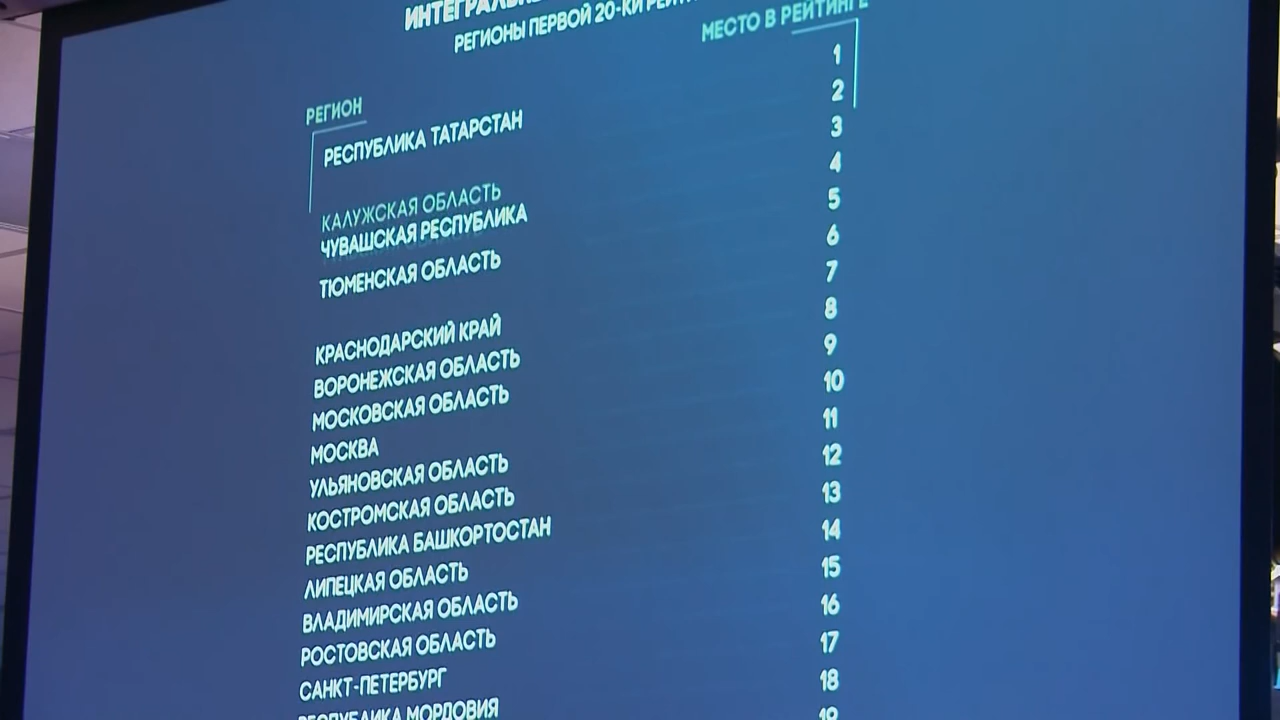 РЕГИОНЫ ПЕРВОЙ 20-КИ
МЕСТО В РЕЙТИНГЕ
РЕГИОН
1
2
РЕСПУБЛИКА ТАТАРСТАН 3
4
КАЛУЖСКАЯ ОБЛАСТЬ 5
ЧУВАШСКАЯ РЕСПУБЛИКА 6
ТЮМЕНСКАЯ ОБЛАСТЬ 7
8
КРАСНОДАРСКИЙ КРАЙ 9
ВОРОНЕЖСКАЯ ОБЛАСТЬ 10
МОСКОВСКАЯ ОБЛАСТЬ 11
МОСКВА 12
УЛЬЯНОВСКАЯ ОБЛАСТЬ 13
КОСТРОМСКАЯ ОБЛАСТЬ 14
РЕСПУБЛИКА БАШКОРТОСТАН 15
ЛИПЕЦКАЯ ОБЛАСТЬ 16
ВЛАДИМИРСКАЯ ОБЛАСТЬ 17
РОСТОВСКАЯ ОБЛАСТЬ 18
САНКТ-ПЕТЕРБУРГ 19
РЕСПУБЛИКА МОРДОВИЯ